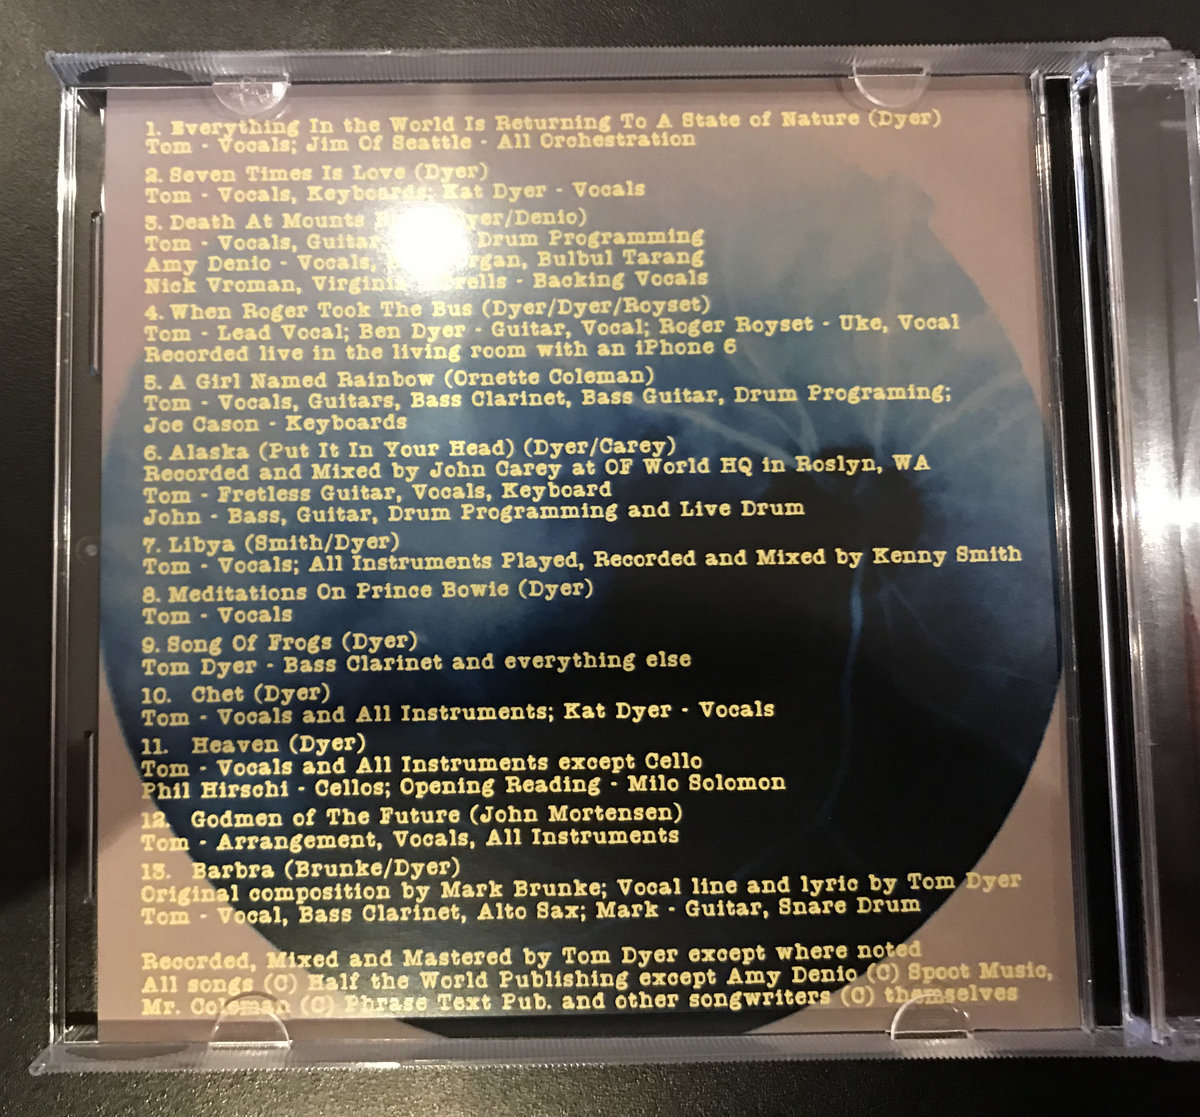 1. Everything In the World Is Returning To A State of Nature (Dyer)
Tom - Vocals; Jim Of Seattle - All Orchestration
2. Seven Times Is Love (Dyer)
Tom - Vocals, Keyboards; Kat Dyer - Vocals
3. Death At Mounts (Dyer/Denio)
Tom - Vocals, Guitar, Drum Programming
Amy Denio - Vocals, Organ, Bulbul Tarang
Nick Vroman, Virginia - Backing Vocals
4. When Roger Took The Bus (Dyer/Dyer/Royset)
Tom - Lead Vocal; Ben Dyer - Guitar, Vocal; Roger Royset - Uke, Vocal
Recorded live in the living room with an iPhone 6
5. A Girl Named Rainbow (Ornette Coleman)
Tom - Vocals, Guitars, Bass Clarinet, Bass Guitar, Drum Programing;
Joe Cason - Keyboards
6. Alaska (Put It In Your Head) (Dyer/Carey)
Recorded and Mixed by John Carey at OF World HQ in Roslyn, WA
Tom - Fretless Guitar, Vocals, Keyboard
John - Bass, Guitar, Drum Programming and Live Drum
7. Libya (Smith/Dyer)
Tom - Vocals; All Instruments Played, Recorded and Mixed by Kenny Smith
8. Meditations On Prince Bowie (Dyer)
Tom - Vocals
9. Song Of Frogs (Dyer)
Tom Dyer - Bass Clarinet and everything else
10. Chet (Dyer)
Tom - Vocals and All Instruments; Kat Dyer - Vocals
11. Heaven (Dyer)
Tom - Vocals and All Instruments except Cello
Phil Hirschi - Cellos; Opening Reading - Milo Solomon
12. Godmen of The Future (John Mortensen)
Tom - Arrangement, Vocals, All Instruments
13. Barbra (Brunke/Dyer)
Original composition by Mark Brunke; Vocal line and lyric by Tom Dyer
Tom - Vocal, Bass Clarinet, Alto Sax; Mark - Guitar, Snare Drum
Recorded, Mixed and Mastered by Tom Dyer except where noted
All songs (C) Half the World Publishing except Amy Denio (C) Spoot Music,
Mr. Coleman (C) Phrase Text Pub. and other songwriters (C) themselves